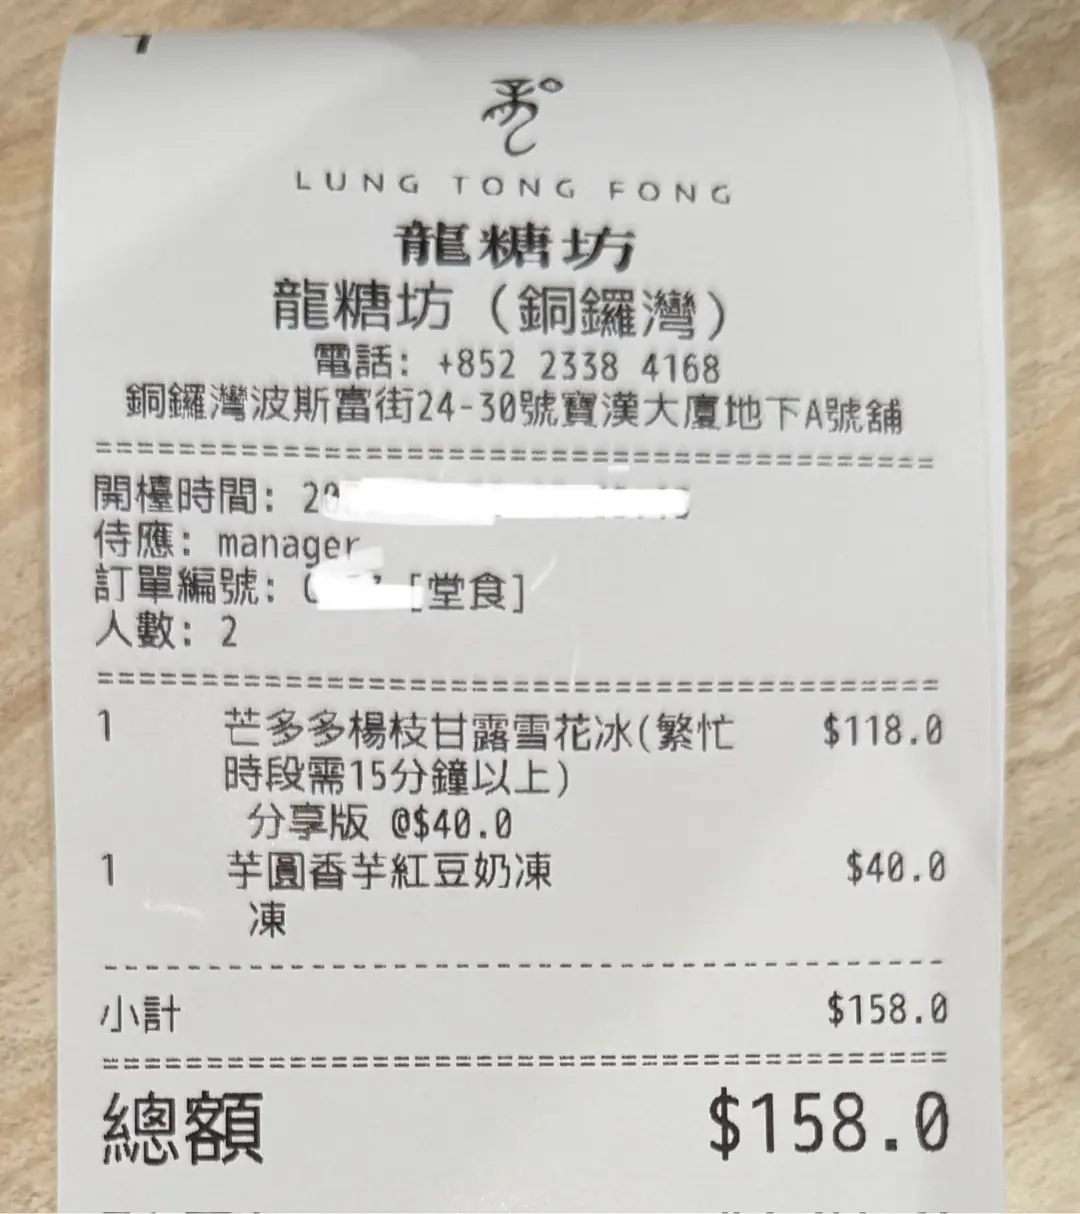 LUNG TONG FONG
龍糖坊
龍糖坊 (銅鑼灣)
電話: +852 2338 4168
銅鑼灣波斯富街24-30號寶漢大廈地下A號舖
開檯時間: 20
侍應: manager
訂單編號: [堂食]
人數: 2
1 芒多多楊枝甘露雪花冰(繁忙 $118.0
時段需15分鐘以上)
分享版 @$40.0
1 芋圓香芋紅豆奶凍 $40.0
凍
小計 $158.0
總額 $158.0